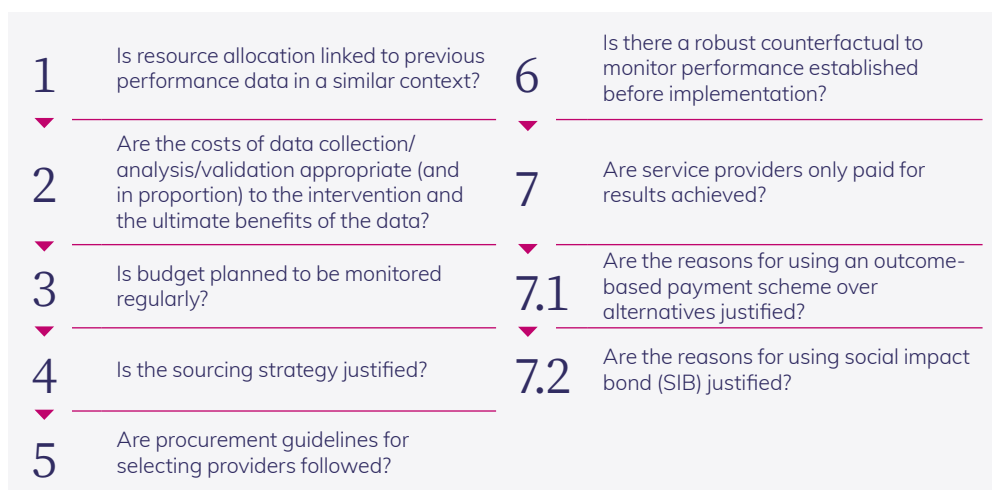 1
Is resource allocation linked to previous
performance data in a similar context?
2
Are the costs of data collection/
analysis/validation appropriate (and
in proportion) to the intervention and
the ultimate benefits of the data?
3
Is budget planned to be monitored
regularly?
4
Is the sourcing strategy justified?
5
Are procurement guidelines for
selecting providers followed?
6
Is there a robust counterfactual to
monitor performance established
before implementation?
7
Are service providers only paid for
results achieved?
7.1
Are the reasons for using an outcome-
based payment scheme over
alternatives justified?
7.2
Are the reasons for using social impact
bond (SIB) justified?